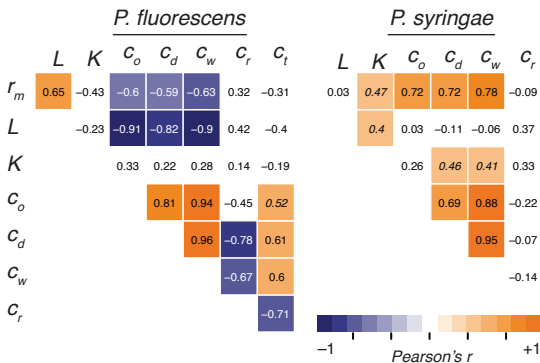 P. fluorescens P. syringae
L K c_o c_d c_w c_r c_t L K c_o c_d c_w c_r
r_m 0.65 −0.43 −0.6 −0.59 −0.63 0.32 −0.31 0.03 0.47 0.72 0.72 0.78 −0.09
L −0.23 −0.91 −0.82 −0.9 0.42 −0.4 0.4 0.03 −0.11 −0.06 0.37
K 0.33 0.22 0.28 0.14 −0.19 0.26 0.46 0.41 0.33
c_o 0.81 0.94 −0.45 0.52 0.69 0.88 −0.22
c_d 0.96 −0.78 0.61 0.95 −0.07
c_w −0.67 0.6 −0.14
c_r −0.71
−1 +1
Pearson's r